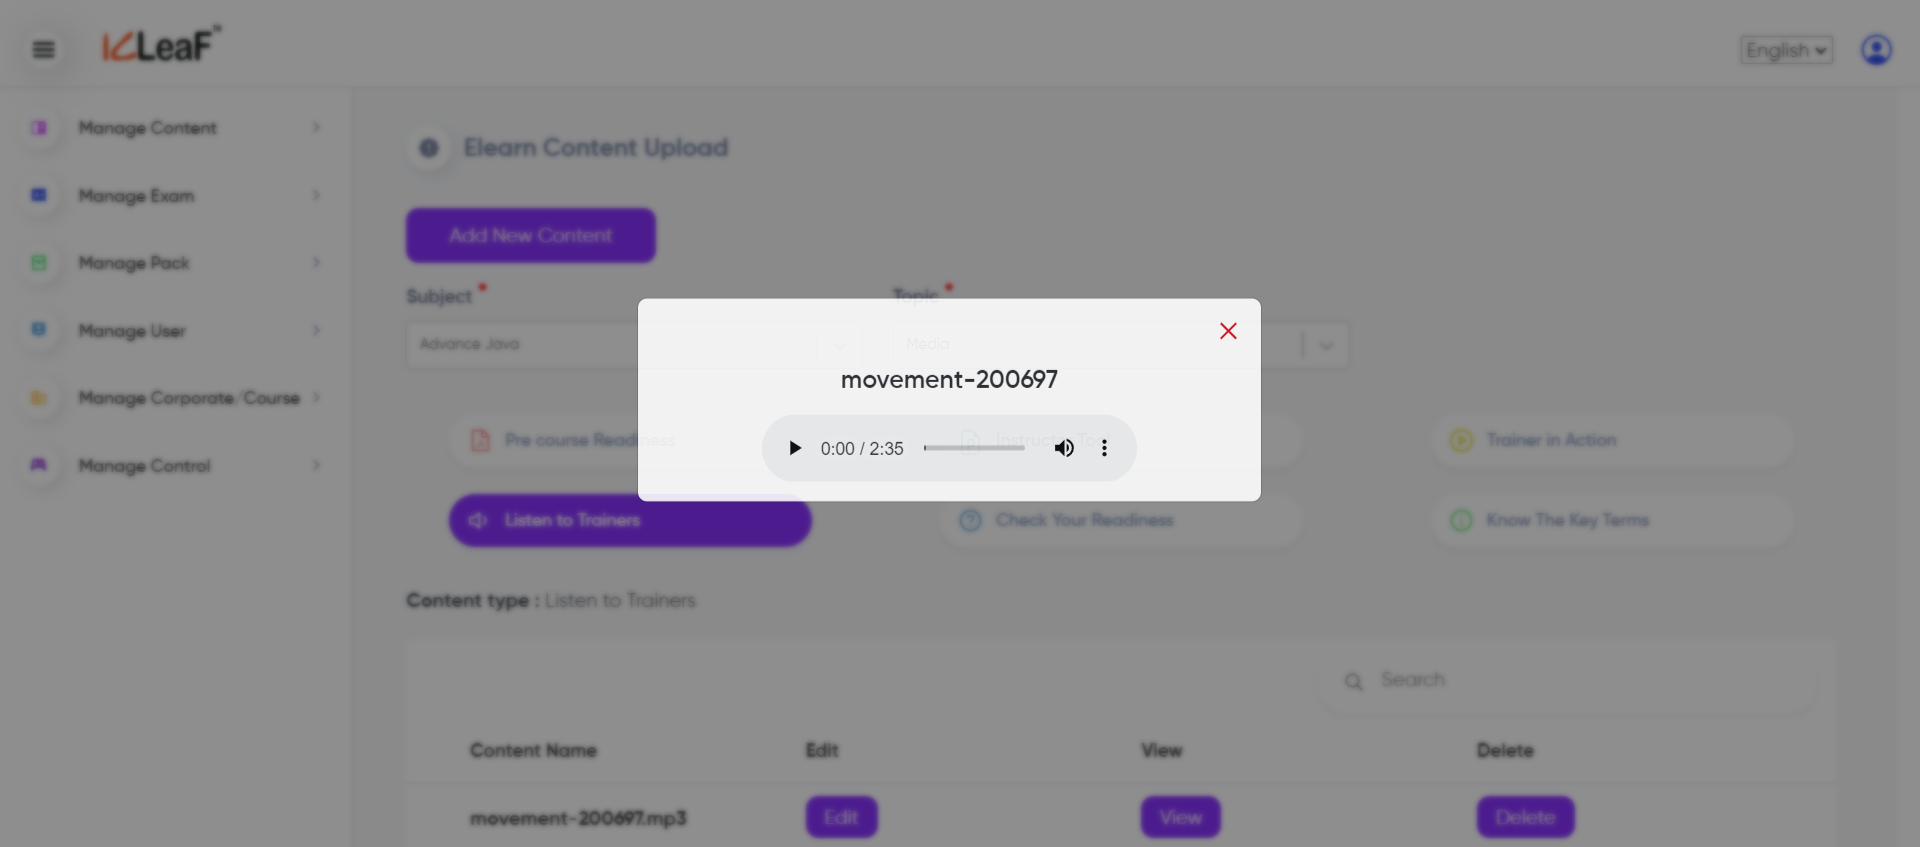 ICLeaF™
English
Manage Content
Manage Exam
Manage Pack
Manage User
Manage Corporate/Course
Manage Control
Elearn Content Upload
Add New Content
Subject *
Topic *
Advance Java
Media
movement-200697
0:00 / 2:35
Pre course Readiness
Instructor Tool
Trainer in Action
Listen to Trainers
Check Your Readiness
Know The Key Terms
Content type : Listen to Trainers
Search
Content Name
Edit
View
Delete
movement-200697.mp3
Edit
View
Delete